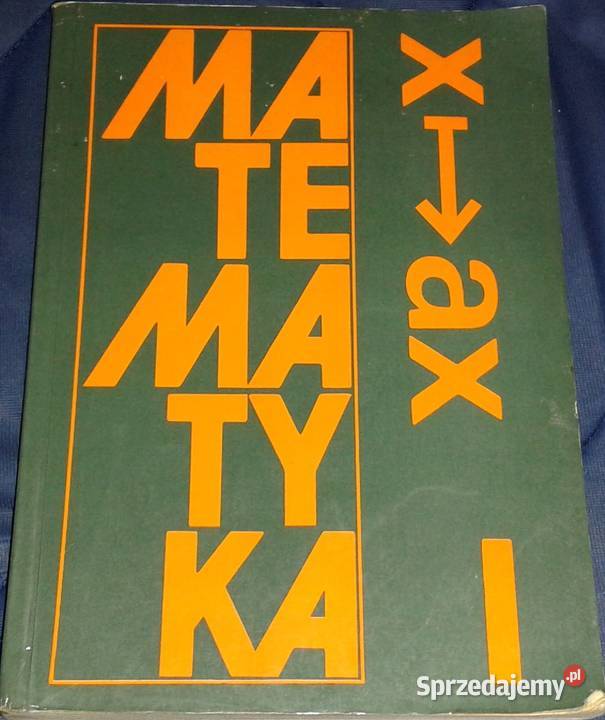 MA
TE
MA
TY
KA
x↦ax
I
Sprzedajemy.pl